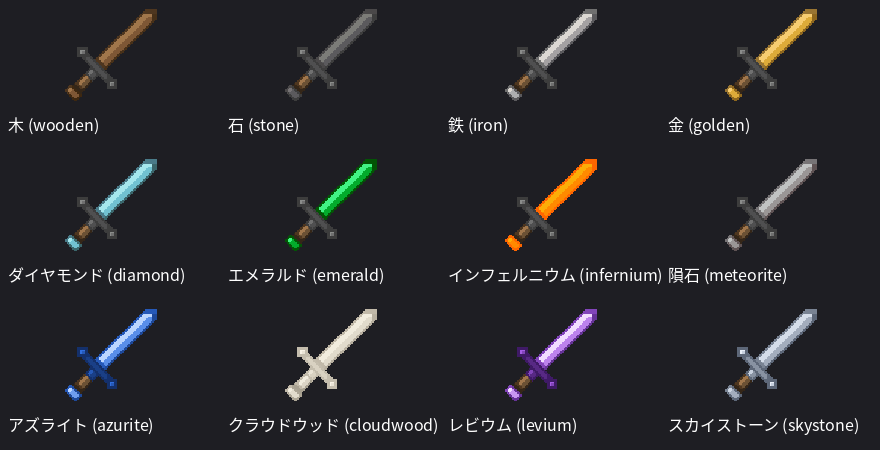 木 (wooden)
石 (stone)
鉄 (iron)
金 (golden)
ダイヤモンド (diamond)
エメラルド (emerald)
インフェルニウム (infernium)
隕石 (meteorite)
アズライト (azurite)
クラウドウッド (cloudwood)
レビウム (levium)
スカイストーン (skystone)